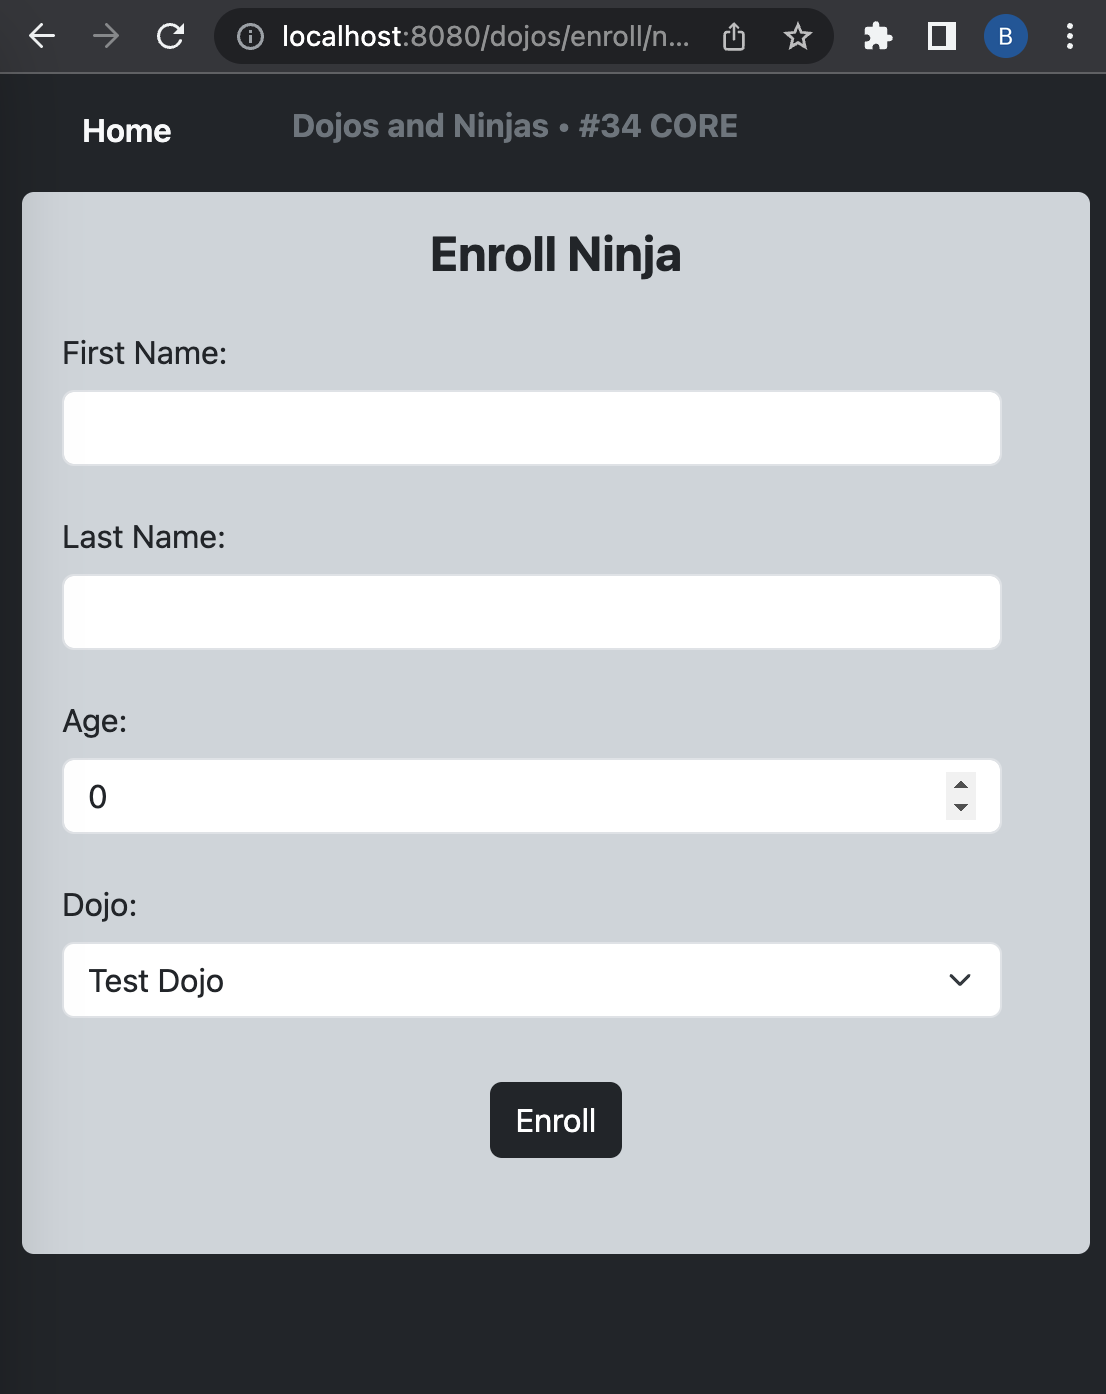 localhost:8080/dojos/enroll/n...
B
Home
Dojos and Ninjas • #34 CORE
Enroll Ninja
First Name:
Last Name:
Age:
0
Dojo:
Test Dojo
Enroll